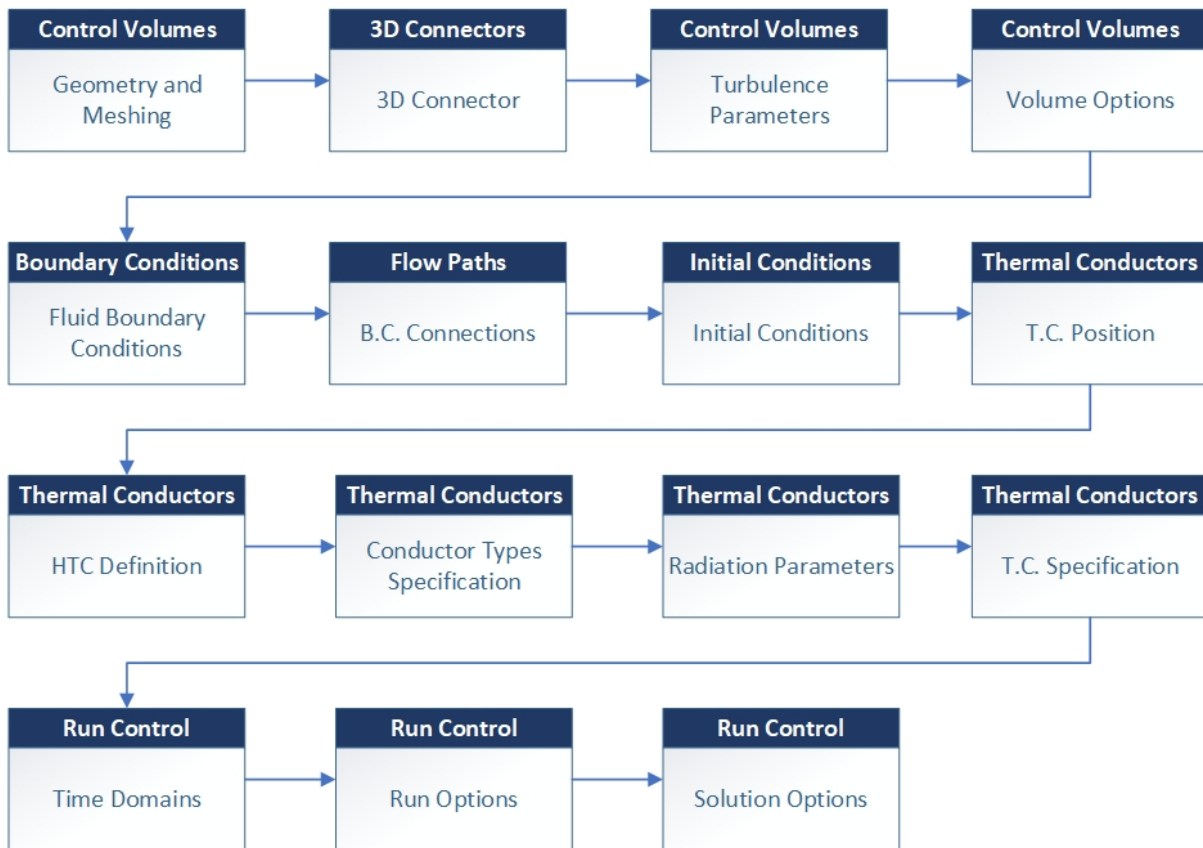 Control Volumes
Geometry and
Meshing
3D Connectors
3D Connector
Control Volumes
Turbulence
Parameters
Control Volumes
Volume Options
Boundary Conditions
Fluid Boundary
Conditions
Flow Paths
B.C. Connections
Initial Conditions
Initial Conditions
Thermal Conductors
T.C. Position
Thermal Conductors
HTC Definition
Thermal Conductors
Conductor Types
Specification
Thermal Conductors
Radiation Parameters
Thermal Conductors
T.C. Specification
Run Control
Time Domains
Run Control
Run Options
Run Control
Solution Options